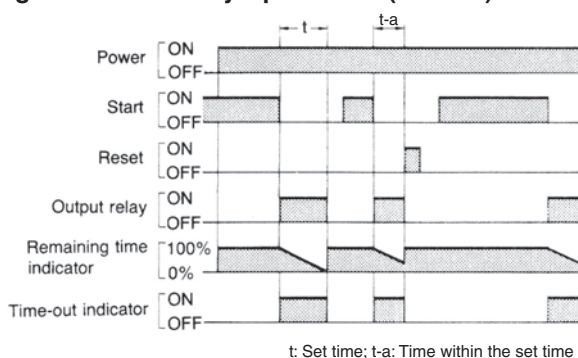 t
t-a
Power
ON
OFF
Start
ON
OFF
Reset
ON
OFF
Output relay
ON
OFF
Remaining time
indicator
100%
0%
Time-out indicator
ON
OFF
t: Set time; t-a: Time within the set time